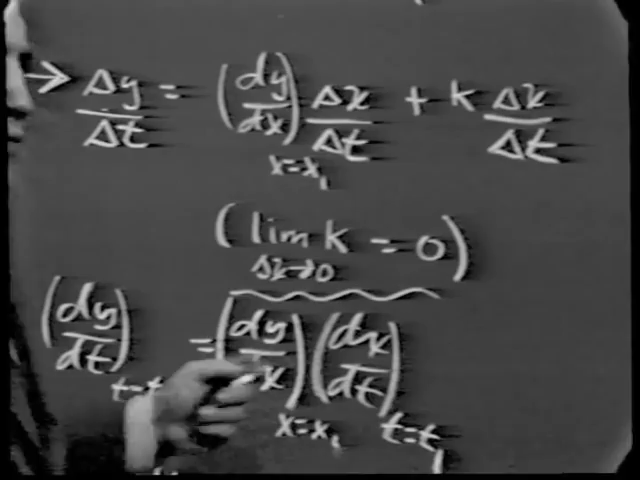 → Δy/Δt = (dy/dx) x=x₁ Δx/Δt + k Δx/Δt
(lim k = 0) Δx→0
(dy/dt) t=t = (dy/dx) x=x₁ (dx/dt) t=t₁